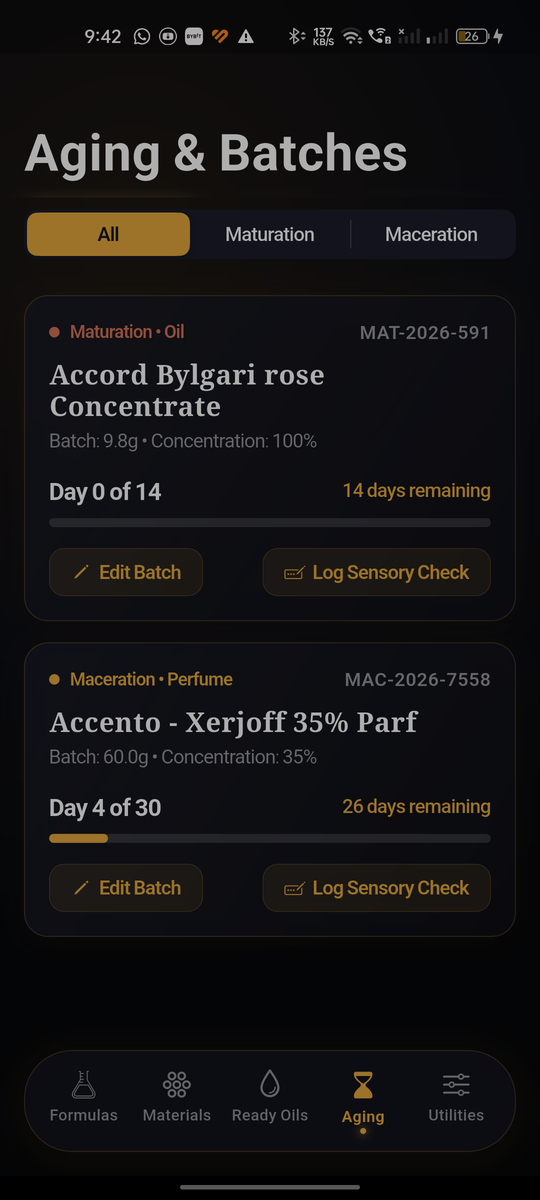 9:42 BYBIT 137 KB/S 26
Aging & Batches
All Maturation Maceration
Maturation • Oil MAT-2026-591
Accord Bylgari rose
Concentrate
Batch: 9.8g • Concentration: 100%
Day 0 of 14 14 days remaining
Edit Batch Log Sensory Check
Maceration • Perfume MAC-2026-7558
Accento - Xerjoff 35% Parf
Batch: 60.0g • Concentration: 35%
Day 4 of 30 26 days remaining
Edit Batch Log Sensory Check
Formulas Materials Ready Oils Aging Utilities